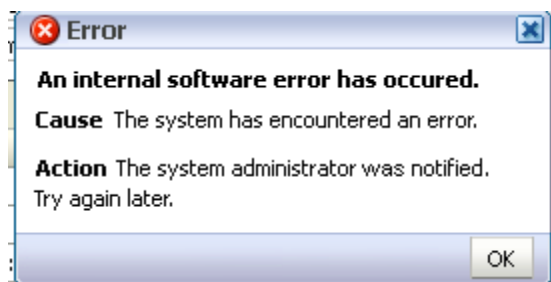 Error
An internal software error has occured.
Cause The system has encountered an error.
Action The system administrator was notified.
Try again later.
OK